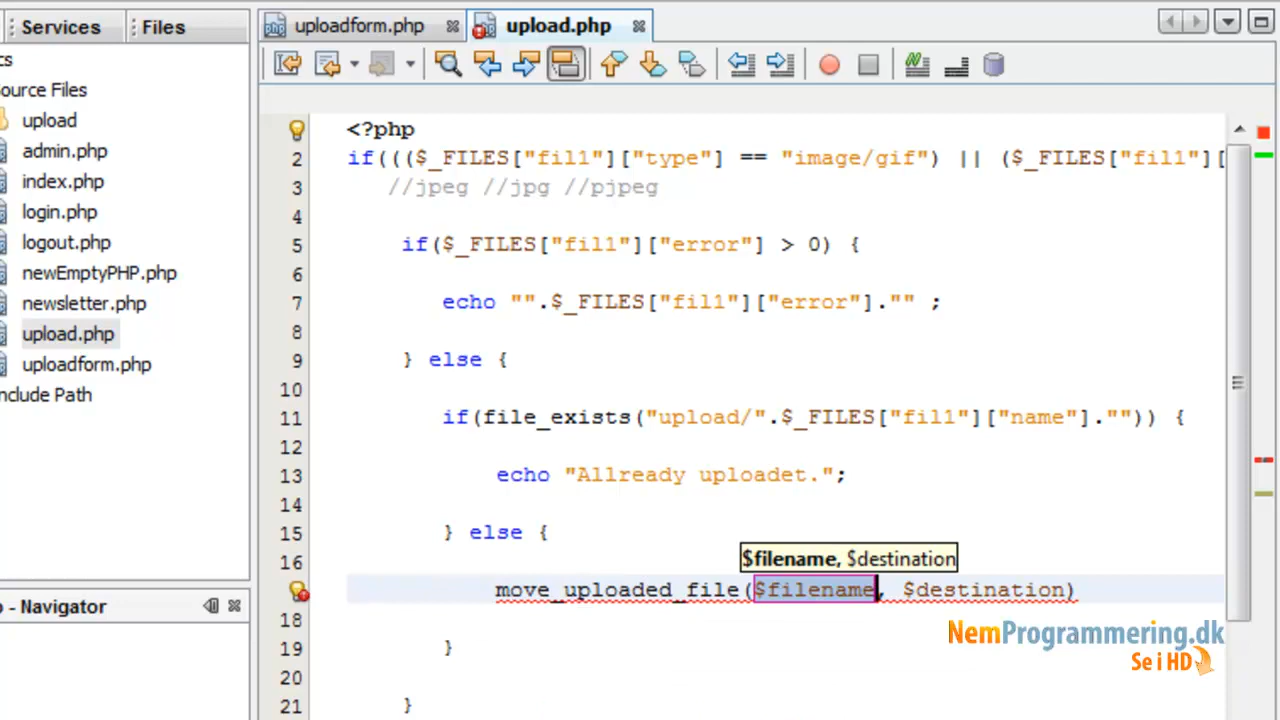 Services
Files
uploadform.php
upload.php
cs
ource Files
upload
admin.php
index.php
login.php
logout.php
newEmptyPHP.php
newsletter.php
upload.php
uploadform.php
nclude Path
- Navigator
<?php
2 if((($_FILES["fil1"]["type"] == "image/gif") || ($_FILES["fil1"][
3 //jpeg //jpg //pjpeg
4
5 if($_FILES["fil1"]["error"] > 0) {
6
7 echo "".$_FILES["fil1"]["error"]."" ;
8
9 } else {
10
11 if(file_exists("upload/".$_FILES["fil1"]["name"]."")) {
12
13 echo "Allready uploadet.";
14
15 } else {
16
$filename, $destination
move_uploaded_file($filename, $destination)
18
19 }
20
21 }
NemProgrammering.dk
Se i HD